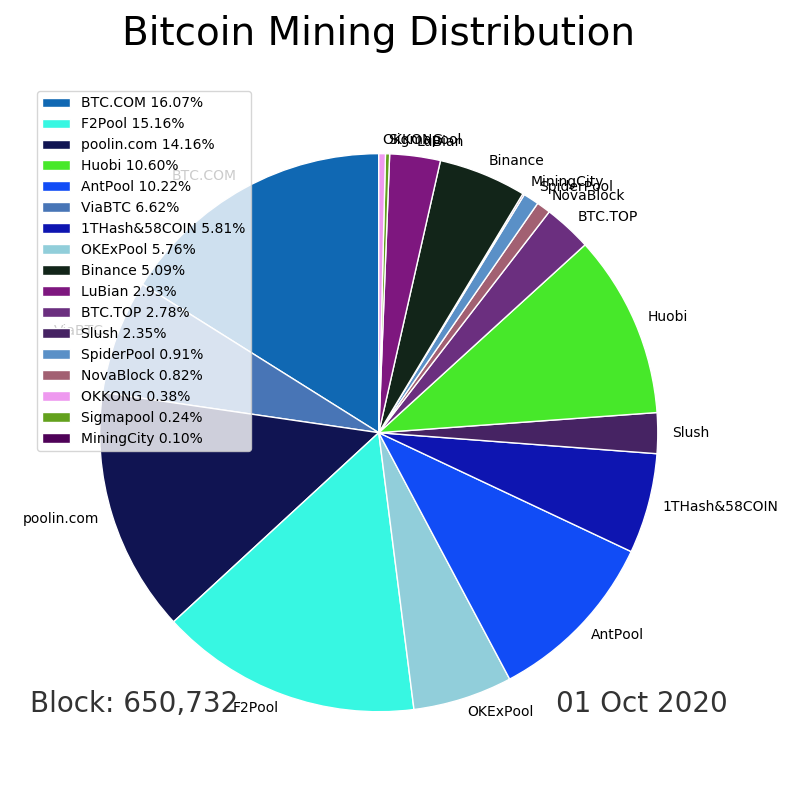 Bitcoin Mining Distribution
BTC.COM 16.07%
F2Pool 15.16%
poolin.com 14.16%
Huobi 10.60%
AntPool 10.22%
ViaBTC 6.62%
1THash&58COIN 5.81%
OKExPool 5.76%
Binance 5.09%
LuBian 2.93%
BTC.TOP 2.78%
Slush 2.35%
SpiderPool 0.91%
NovaBlock 0.82%
OKKONG 0.38%
Sigmapool 0.24%
MiningCity 0.10%
OKKONG
Sigmapool
LuBian
Binance
MiningCity
SpiderPool
NovaBlock
BTC.TOP
Huobi
Slush
1THash&58COIN
AntPool
OKExPool
F2Pool
poolin.com
ViaBTC
BTC.COM
Block: 650,732
01 Oct 2020